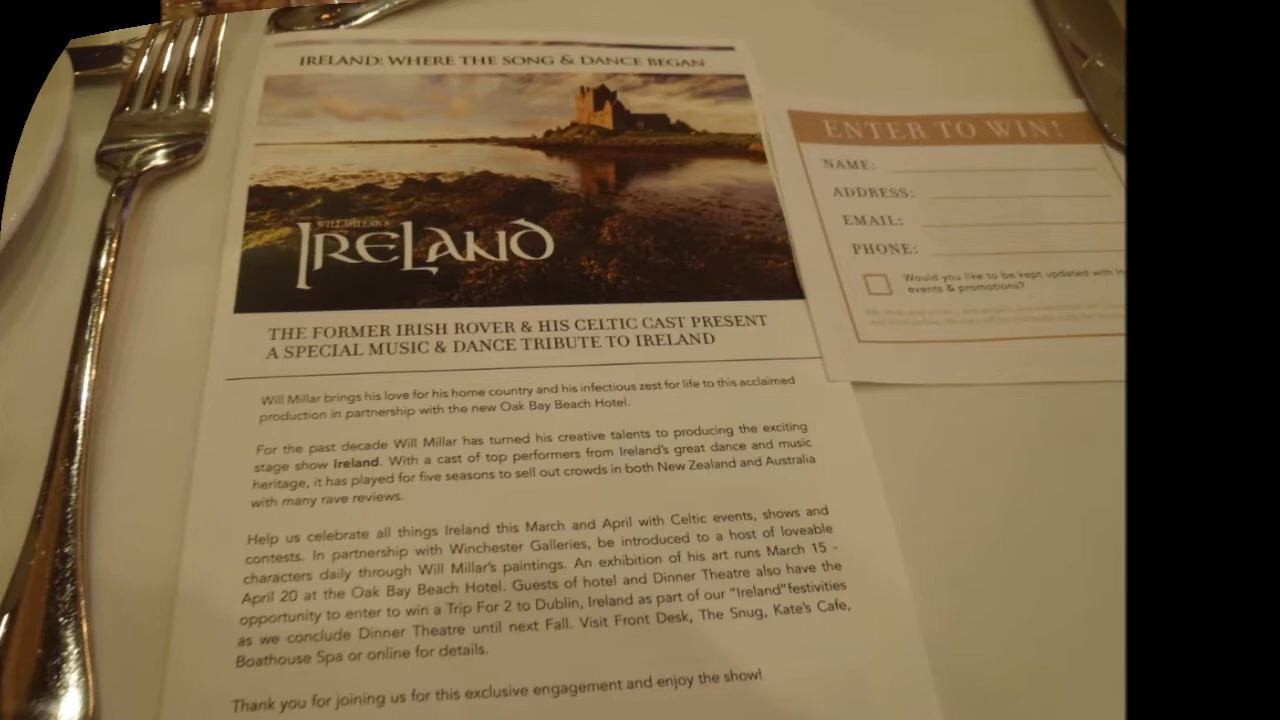 IRELAND: WHERE THE SONG & DANCE BEGAN
WILL MILLAR'S
IRELAND
THE FORMER IRISH ROVER & HIS CELTIC CAST PRESENT
A SPECIAL MUSIC & DANCE TRIBUTE TO IRELAND
Will Millar brings his love for his home country and his infectious zest for life to this acclaimed
production in partnership with the new Oak Bay Beach Hotel.
For the past decade Will Millar has turned his creative talents to producing the exciting
stage show Ireland. With a cast of top performers from Ireland's great dance and music
heritage, it has played for five seasons to sell out crowds in both New Zealand and Australia
with many rave reviews.
Help us celebrate all things Ireland this March and April with Celtic events, shows and
contests. In partnership with Winchester Galleries, be introduced to a host of loveable
characters daily through Will Millar's paintings. An exhibition of his art runs March 15 -
April 20 at the Oak Bay Beach Hotel. Guests of hotel and Dinner Theatre also have the
opportunity to enter to win a Trip For 2 to Dublin, Ireland as part of our "Ireland"festivities
as we conclude Dinner Theatre until next Fall. Visit Front Desk, The Snug, Kate's Cafe,
Boathouse Spa or online for details.
Thank you for joining us for this exclusive engagement and enjoy the show!
ENTER TO WIN!
NAME:
ADDRESS:
EMAIL:
PHONE:
Would you like to be kept updated with
events & promotions?